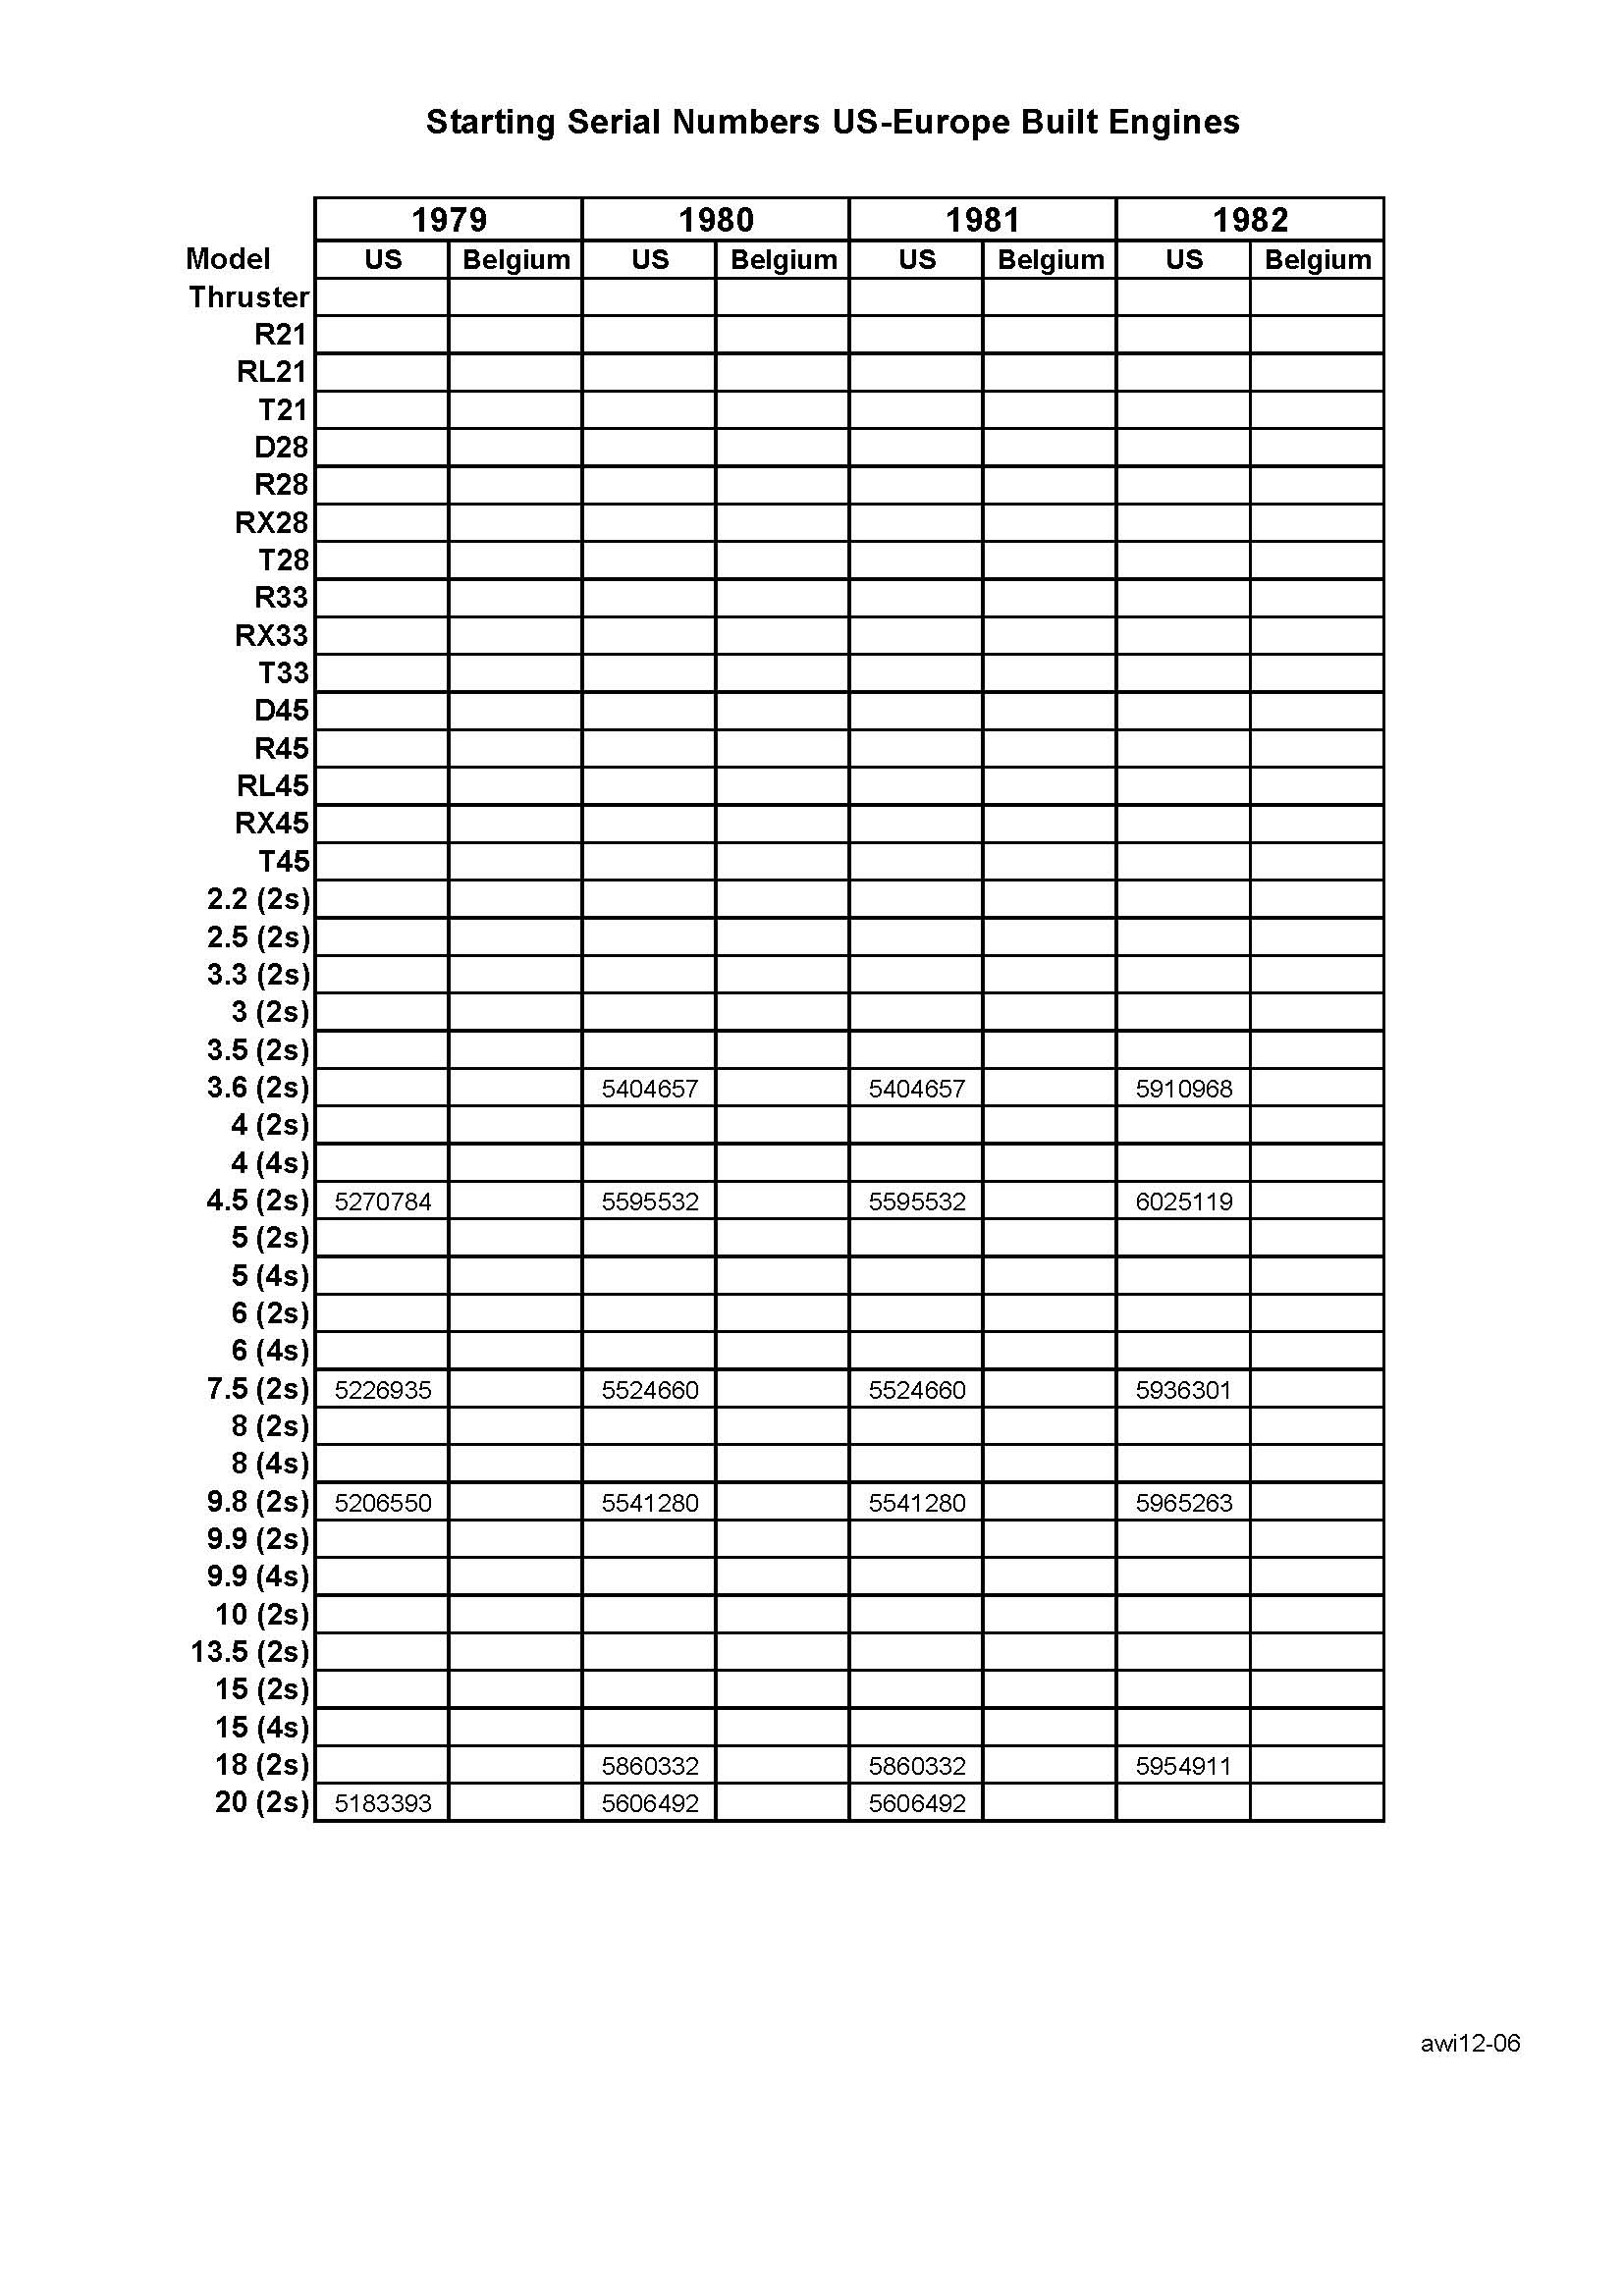 Starting Serial Numbers US-Europe Built Engines
1979 1980 1981 1982
Model US Belgium US Belgium US Belgium US Belgium
Thruster
R21
RL21
T21
D28
R28
RX28
T28
R33
RX33
T33
D45
R45
RL45
RX45
T45
2.2 (2s)
2.5 (2s)
3.3 (2s)
3 (2s)
3.5 (2s)
3.6 (2s) 5404657 5404657 5910968
4 (2s)
4 (4s)
4.5 (2s) 5270784 5595532 5595532 6025119
5 (2s)
5 (4s)
6 (2s)
6 (4s)
7.5 (2s) 5226935 5524660 5524660 5936301
8 (2s)
8 (4s)
9.8 (2s) 5206550 5541280 5541280 5965263
9.9 (2s)
9.9 (4s)
10 (2s)
13.5 (2s)
15 (2s)
15 (4s)
18 (2s) 5860332 5860332 5954911
20 (2s) 5183393 5606492 5606492
awi12-06